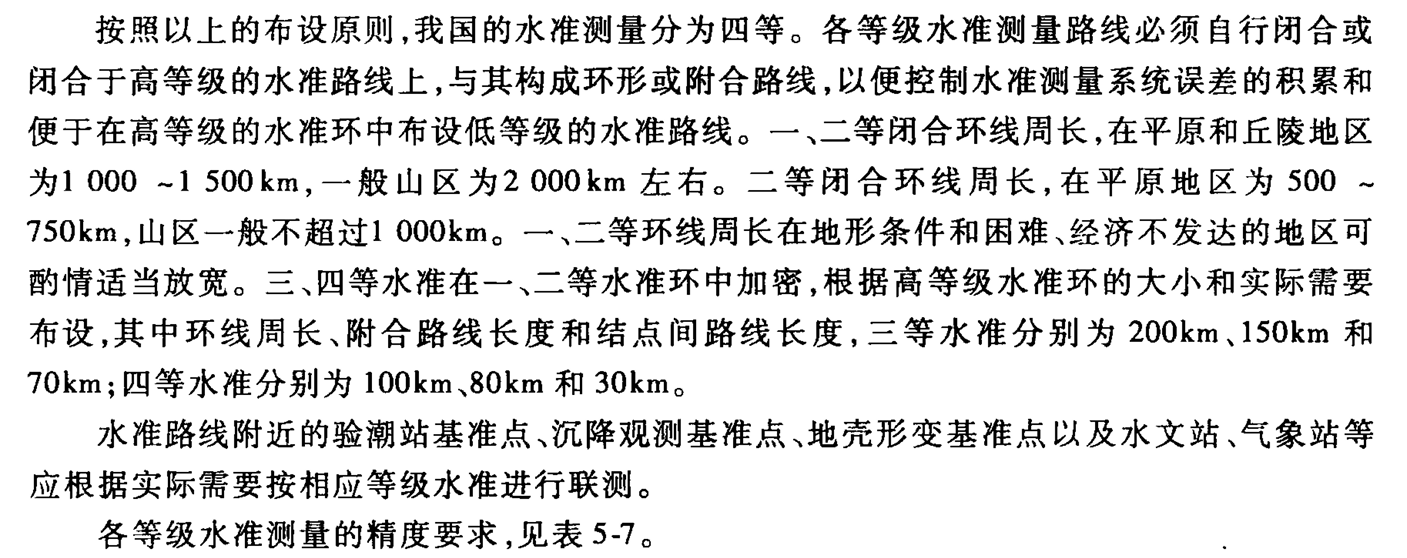 按照以上的布设原则,我国的水准测量分为四等。各等级水准测量路线必须自行闭合或
闭合于高等级的水准路线上,与其构成环形或附合路线,以便控制水准测量系统误差的积累和
便于在高等级的水准环中布设低等级的水准路线。一、二等闭合环线周长,在平原和丘陵地区
为1 000 ~1 500km,一般山区为2 000km 左右。二等闭合环线周长,在平原地区为 500 ~
750km,山区一般不超过1 000km。一、二等环线周长在地形条件和困难、经济不发达的地区可
酌情适当放宽。三、四等水准在一、二等水准环中加密,根据高等级水准环的大小和实际需要
布设,其中环线周长、附合路线长度和结点间路线长度,三等水准分别为 200km、150km 和
70km;四等水准分别为 100km、80km 和 30km。
水准路线附近的验潮站基准点、沉降观测基准点、地壳形变基准点以及水文站、气象站等
应根据实际需要按相应等级水准进行联测。
各等级水准测量的精度要求,见表 5-7。